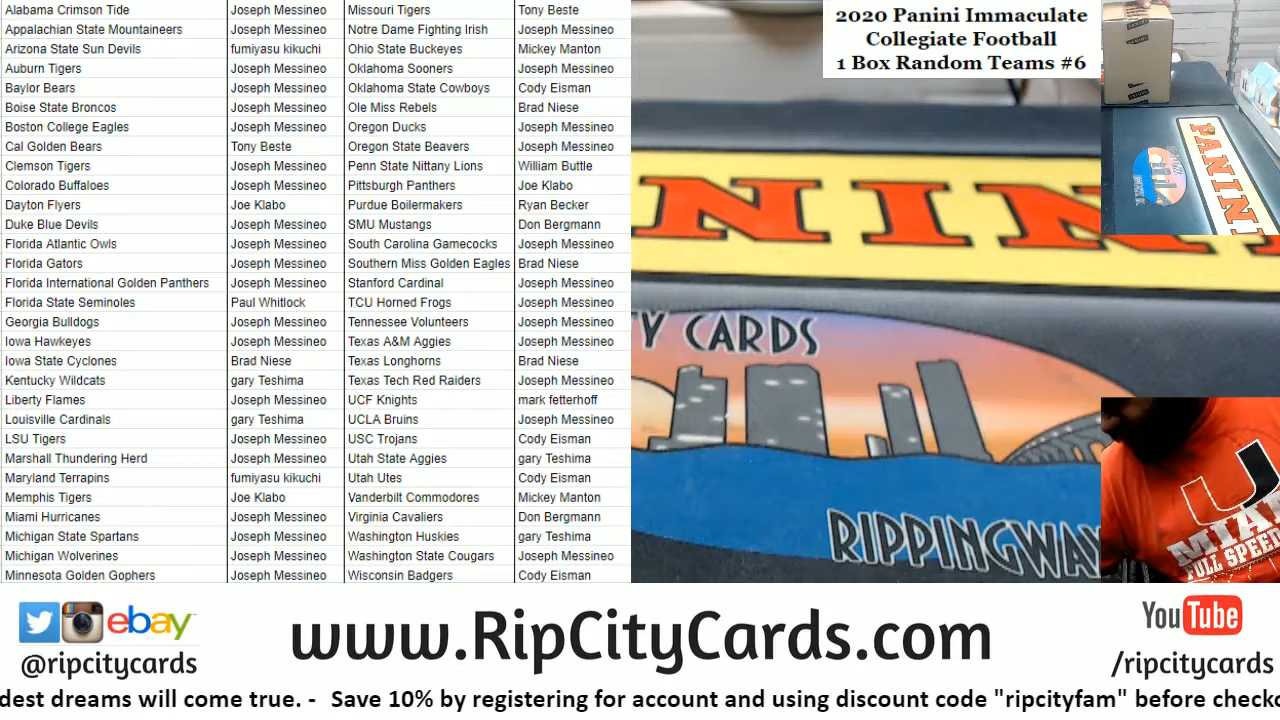 Alabama Crimson Tide Joseph Messineo Missouri Tigers Tony Beste
Appalachian State Mountaineers Joseph Messineo Notre Dame Fighting Irish Joseph Messineo
Arizona State Sun Devils fumiyasu kikuchi Ohio State Buckeyes Mickey Manton
Auburn Tigers Joseph Messineo Oklahoma Sooners Joseph Messineo
Baylor Bears Joseph Messineo Oklahoma State Cowboys Cody Eisman
Boise State Broncos Joseph Messineo Ole Miss Rebels Brad Niese
Boston College Eagles Joseph Messineo Oregon Ducks Joseph Messineo
Cal Golden Bears Tony Beste Oregon State Beavers Joseph Messineo
Clemson Tigers Joseph Messineo Penn State Nittany Lions William Buttle
Colorado Buffaloes Joseph Messineo Pittsburgh Panthers Joe Klabo
Dayton Flyers Joe Klabo Purdue Boilermakers Ryan Becker
Duke Blue Devils Joseph Messineo SMU Mustangs Don Bergmann
Florida Atlantic Owls Joseph Messineo South Carolina Gamecocks Joseph Messineo
Florida Gators Joseph Messineo Southern Miss Golden Eagles Brad Niese
Florida International Golden Panthers Joseph Messineo Stanford Cardinal Joseph Messineo
Florida State Seminoles Paul Whitlock TCU Horned Frogs Joseph Messineo
Georgia Bulldogs Joseph Messineo Tennessee Volunteers Joseph Messineo
Iowa Hawkeyes Joseph Messineo Texas A&M Aggies Joseph Messineo
Iowa State Cyclones Brad Niese Texas Longhorns Brad Niese
Kentucky Wildcats gary Teshima Texas Tech Red Raiders Joseph Messineo
Liberty Flames Joseph Messineo UCF Knights mark fetterhoff
Louisville Cardinals gary Teshima UCLA Bruins Joseph Messineo
LSU Tigers Joseph Messineo USC Trojans Cody Eisman
Marshall Thundering Herd Joseph Messineo Utah State Aggies gary Teshima
Maryland Terrapins fumiyasu kikuchi Utah Utes Cody Eisman
Memphis Tigers Joe Klabo Vanderbilt Commodores Mickey Manton
Miami Hurricanes Joseph Messineo Virginia Cavaliers Don Bergmann
Michigan State Spartans Joseph Messineo Washington Huskies gary Teshima
Michigan Wolverines Joseph Messineo Washington State Cougars Joseph Messineo
Minnesota Golden Gophers Joseph Messineo Wisconsin Badgers Cody Eisman
2020 Panini Immaculate
Collegiate Football
1 Box Random Teams #6
PANINI
NINI
Y CARDS
RIPPINGWAY
U
MIAMI
FULL SPEED
ebay
@ripcitycards
www.RipCityCards.com
YouTube
/ripcitycards
dest dreams will come true. - Save 10% by registering for account and using discount code "ripcityfam" before checko